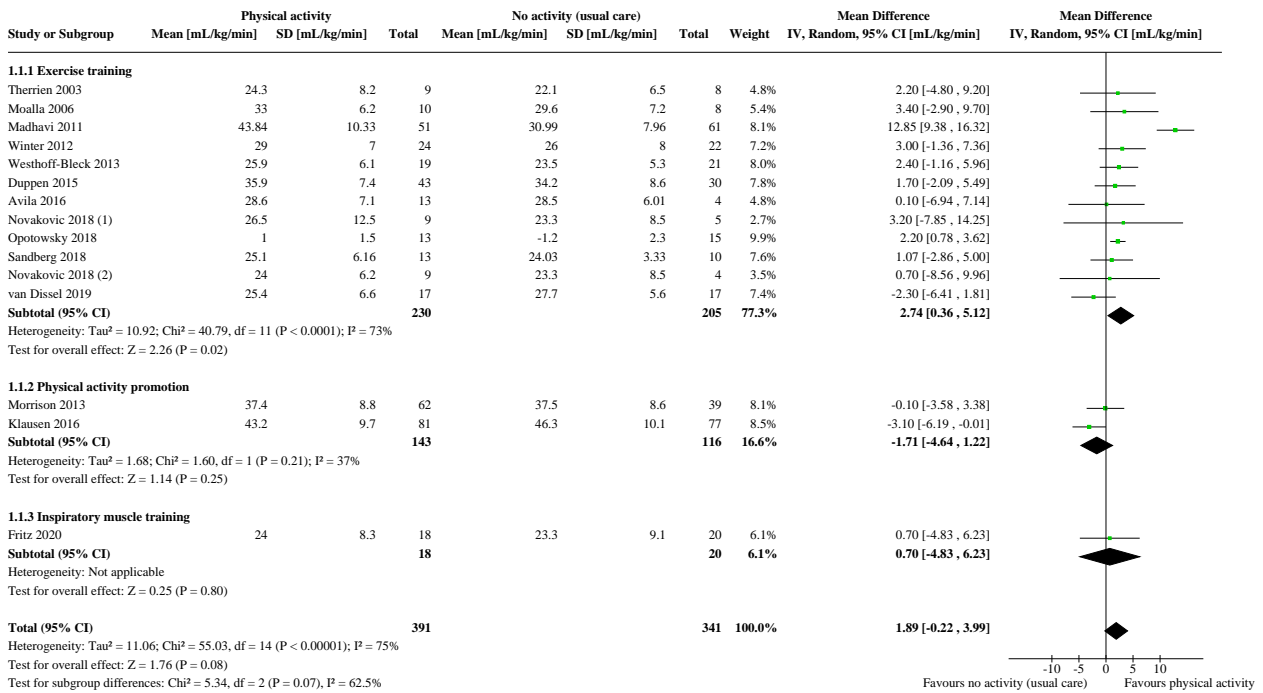 Physical activity No activity (usual care) Mean Difference Mean Difference
Study or Subgroup Mean [mL/kg/min] SD [mL/kg/min] Total Mean [mL/kg/min] SD [mL/kg/min] Total Weight IV, Random, 95% CI [mL/kg/min] IV, Random, 95% CI [mL/kg/min]
1.1.1 Exercise training
Therrien 2003 24.3 8.2 9 22.1 6.5 8 4.8% 2.20 [-4.80 , 9.20]
Moalla 2006 33 6.2 10 29.6 7.2 8 5.4% 3.40 [-2.90 , 9.70]
Madhavi 2011 43.84 10.33 51 30.99 7.96 61 8.1% 12.85 [9.38 , 16.32]
Winter 2012 29 7 24 26 8 22 7.2% 3.00 [-1.36 , 7.36]
Westhoff-Bleck 2013 25.9 6.1 19 23.5 5.3 21 8.0% 2.40 [-1.16 , 5.96]
Duppen 2015 35.9 7.4 43 34.2 8.6 30 7.8% 1.70 [-2.09 , 5.49]
Avila 2016 28.6 7.1 13 28.5 6.01 4 4.8% 0.10 [-6.94 , 7.14]
Novakovic 2018 (1) 26.5 12.5 9 23.3 8.5 5 2.7% 3.20 [-7.85 , 14.25]
Opotowsky 2018 1 1.5 13 -1.2 2.3 15 9.9% 2.20 [0.78 , 3.62]
Sandberg 2018 25.1 6.16 13 24.03 3.33 10 7.6% 1.07 [-2.86 , 5.00]
Novakovic 2018 (2) 24 6.2 9 23.3 8.5 4 3.5% 0.70 [-8.56 , 9.96]
van Dissel 2019 25.4 6.6 17 27.7 5.6 17 7.4% -2.30 [-6.41 , 1.81]
Subtotal (95% CI) 230 205 77.3% 2.74 [0.36 , 5.12]
Heterogeneity: Tau² = 10.92; Chi² = 40.79, df = 11 (P < 0.0001); I² = 73%
Test for overall effect: Z = 2.26 (P = 0.02)
1.1.2 Physical activity promotion
Morrison 2013 37.4 8.8 62 37.5 8.6 39 8.1% -0.10 [-3.58 , 3.38]
Klausen 2016 43.2 9.7 81 46.3 10.1 77 8.5% -3.10 [-6.19 , -0.01]
Subtotal (95% CI) 143 116 16.6% -1.71 [-4.64 , 1.22]
Heterogeneity: Tau² = 1.68; Chi² = 1.60, df = 1 (P = 0.21); I² = 37%
Test for overall effect: Z = 1.14 (P = 0.25)
1.1.3 Inspiratory muscle training
Fritz 2020 24 8.3 18 23.3 9.1 20 6.1% 0.70 [-4.83 , 6.23]
Subtotal (95% CI) 18 20 6.1% 0.70 [-4.83 , 6.23]
Heterogeneity: Not applicable
Test for overall effect: Z = 0.25 (P = 0.80)
Total (95% CI) 391 341 100.0% 1.89 [-0.22 , 3.99]
Heterogeneity: Tau² = 11.06; Chi² = 55.03, df = 14 (P < 0.00001); I² = 75%
Test for overall effect: Z = 1.76 (P = 0.08) -10 -5 0 5 10
Test for subgroup differences: Chi² = 5.34, df = 2 (P = 0.07), I² = 62.5% Favours no activity (usual care) Favours physical activity